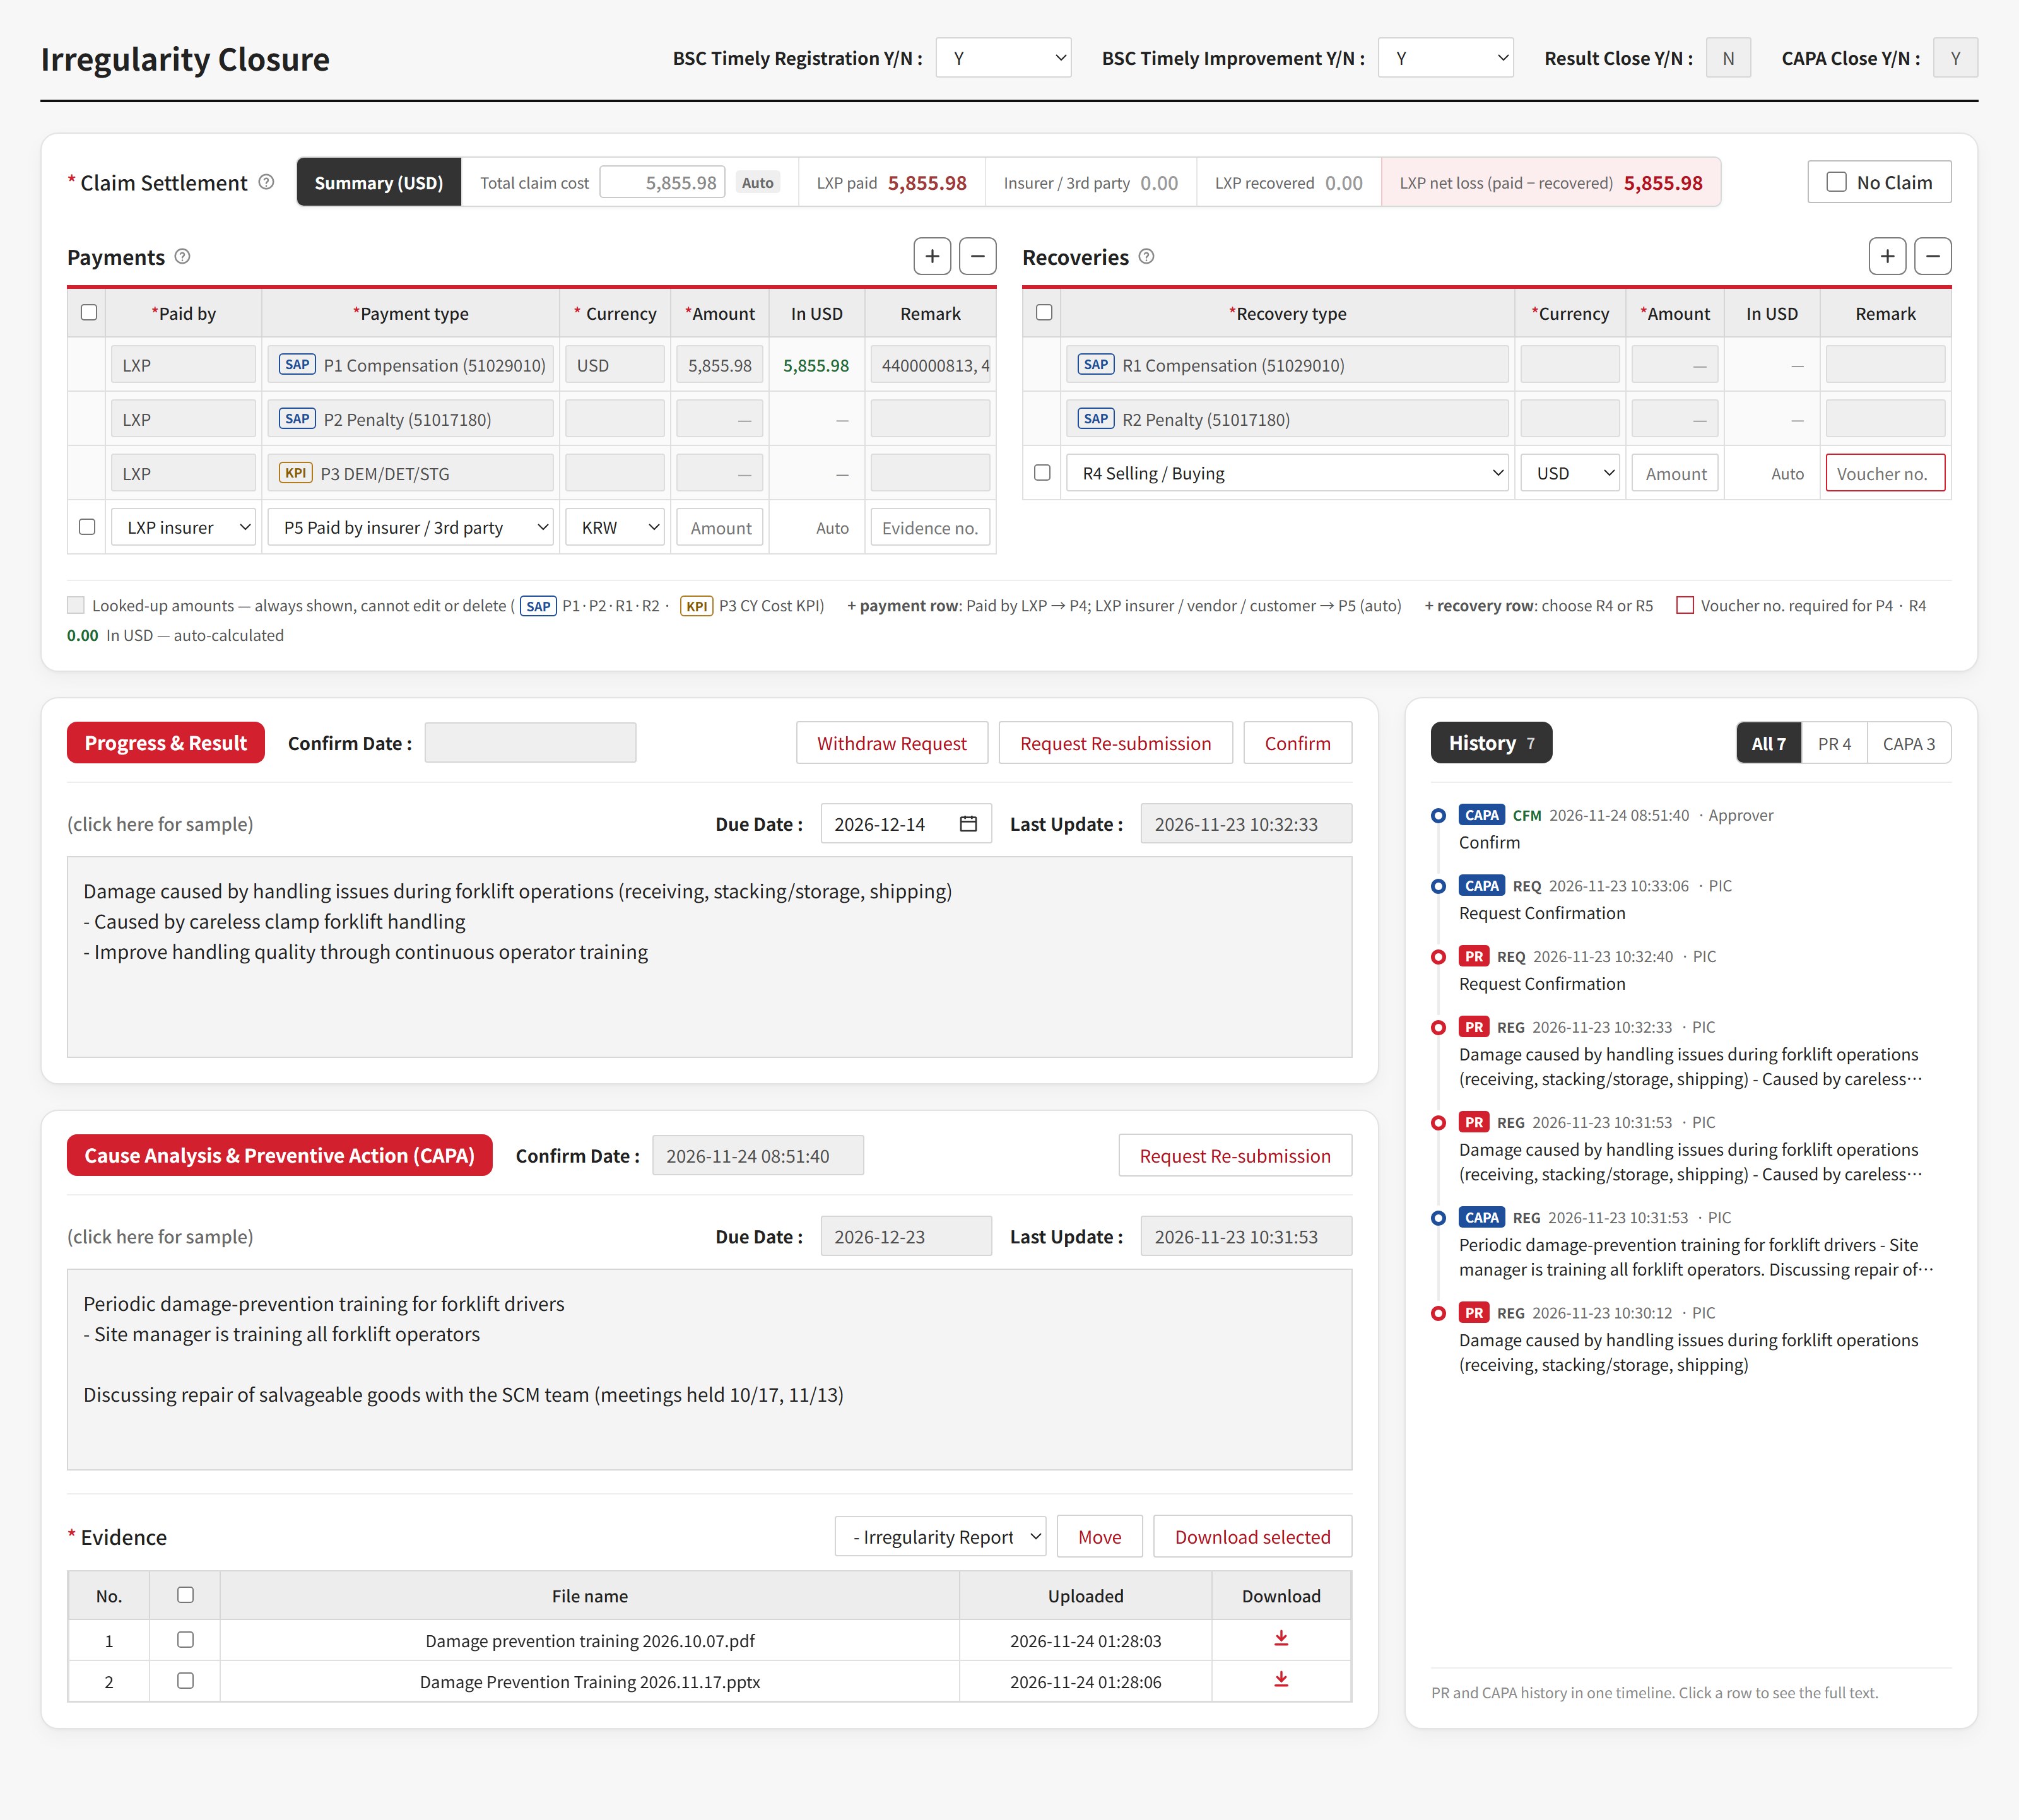 Irregularity Closure
BSC Timely Registration Y/N : Y BSC Timely Improvement Y/N : Y Result Close Y/N : N CAPA Close Y/N : Y
* Claim Settlement ? Summary (USD) Total claim cost 5,855.98 Auto LXP paid 5,855.98 Insurer / 3rd party 0.00 LXP recovered 0.00 LXP net loss (paid − recovered) 5,855.98 No Claim
Payments ? + −
*Paid by *Payment type * Currency *Amount In USD Remark
LXP SAP P1 Compensation (51029010) USD 5,855.98 5,855.98 4400000813, 4
LXP SAP P2 Penalty (51017180) — —
LXP KPI P3 DEM/DET/STG — —
LXP insurer P5 Paid by insurer / 3rd party KRW Amount Auto Evidence no.
Recoveries ? + −
*Recovery type *Currency *Amount In USD Remark
SAP R1 Compensation (51029010) — —
SAP R2 Penalty (51017180) — —
R4 Selling / Buying USD Amount Auto Voucher no.
Looked-up amounts — always shown, cannot edit or delete ( SAP P1·P2·R1·R2 · KPI P3 CY Cost KPI) + payment row: Paid by LXP → P4; LXP insurer / vendor / customer → P5 (auto) + recovery row: choose R4 or R5 Voucher no. required for P4 · R4
0.00 In USD — auto-calculated
Progress & Result Confirm Date : Withdraw Request Request Re-submission Confirm
(click here for sample) Due Date : 2026-12-14 Last Update : 2026-11-23 10:32:33
Damage caused by handling issues during forklift operations (receiving, stacking/storage, shipping)
- Caused by careless clamp forklift handling
- Improve handling quality through continuous operator training
Cause Analysis & Preventive Action (CAPA) Confirm Date : 2026-11-24 08:51:40 Request Re-submission
(click here for sample) Due Date : 2026-12-23 Last Update : 2026-11-23 10:31:53
Periodic damage-prevention training for forklift drivers
- Site manager is training all forklift operators
Discussing repair of salvageable goods with the SCM team (meetings held 10/17, 11/13)
* Evidence - Irregularity Report Move Download selected
No. File name Uploaded Download
1 Damage prevention training 2026.10.07.pdf 2026-11-24 01:28:03
2 Damage Prevention Training 2026.11.17.pptx 2026-11-24 01:28:06
History 7 All 7 PR 4 CAPA 3
CAPA CFM 2026-11-24 08:51:40 · Approver
Confirm
CAPA REQ 2026-11-23 10:33:06 · PIC
Request Confirmation
PR REQ 2026-11-23 10:32:40 · PIC
Request Confirmation
PR REG 2026-11-23 10:32:33 · PIC
Damage caused by handling issues during forklift operations
(receiving, stacking/storage, shipping) - Caused by careless…
PR REG 2026-11-23 10:31:53 · PIC
Damage caused by handling issues during forklift operations
(receiving, stacking/storage, shipping) - Caused by careless…
CAPA REG 2026-11-23 10:31:53 · PIC
Periodic damage-prevention training for forklift drivers - Site
manager is training all forklift operators. Discussing repair of…
PR REG 2026-11-23 10:30:12 · PIC
Damage caused by handling issues during forklift operations
(receiving, stacking/storage, shipping)
PR and CAPA history in one timeline. Click a row to see the full text.